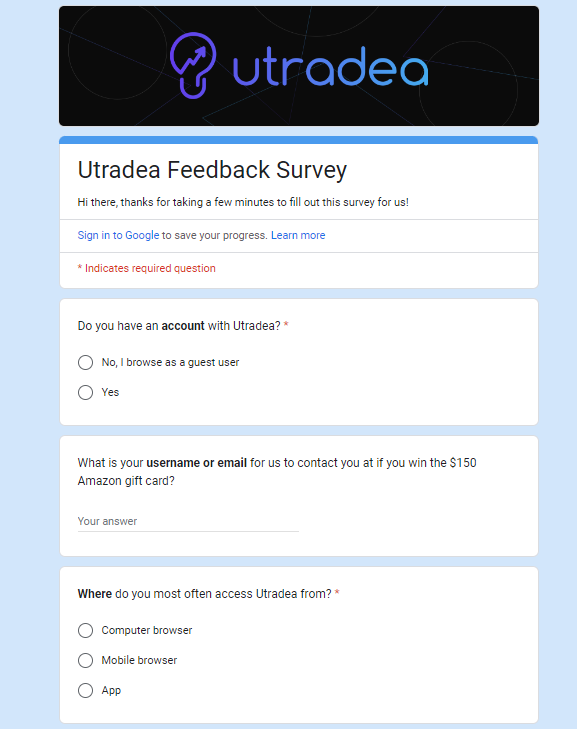 utradea
Utradea Feedback Survey
Hi there, thanks for taking a few minutes to fill out this survey for us!
Sign in to Google to save your progress. Learn more
* Indicates required question
Do you have an account with Utradea? *
No, I browse as a guest user
Yes
What is your username or email for us to contact you at if you win the $150
Amazon gift card?
Your answer
Where do you most often access Utradea from? *
Computer browser
Mobile browser
App